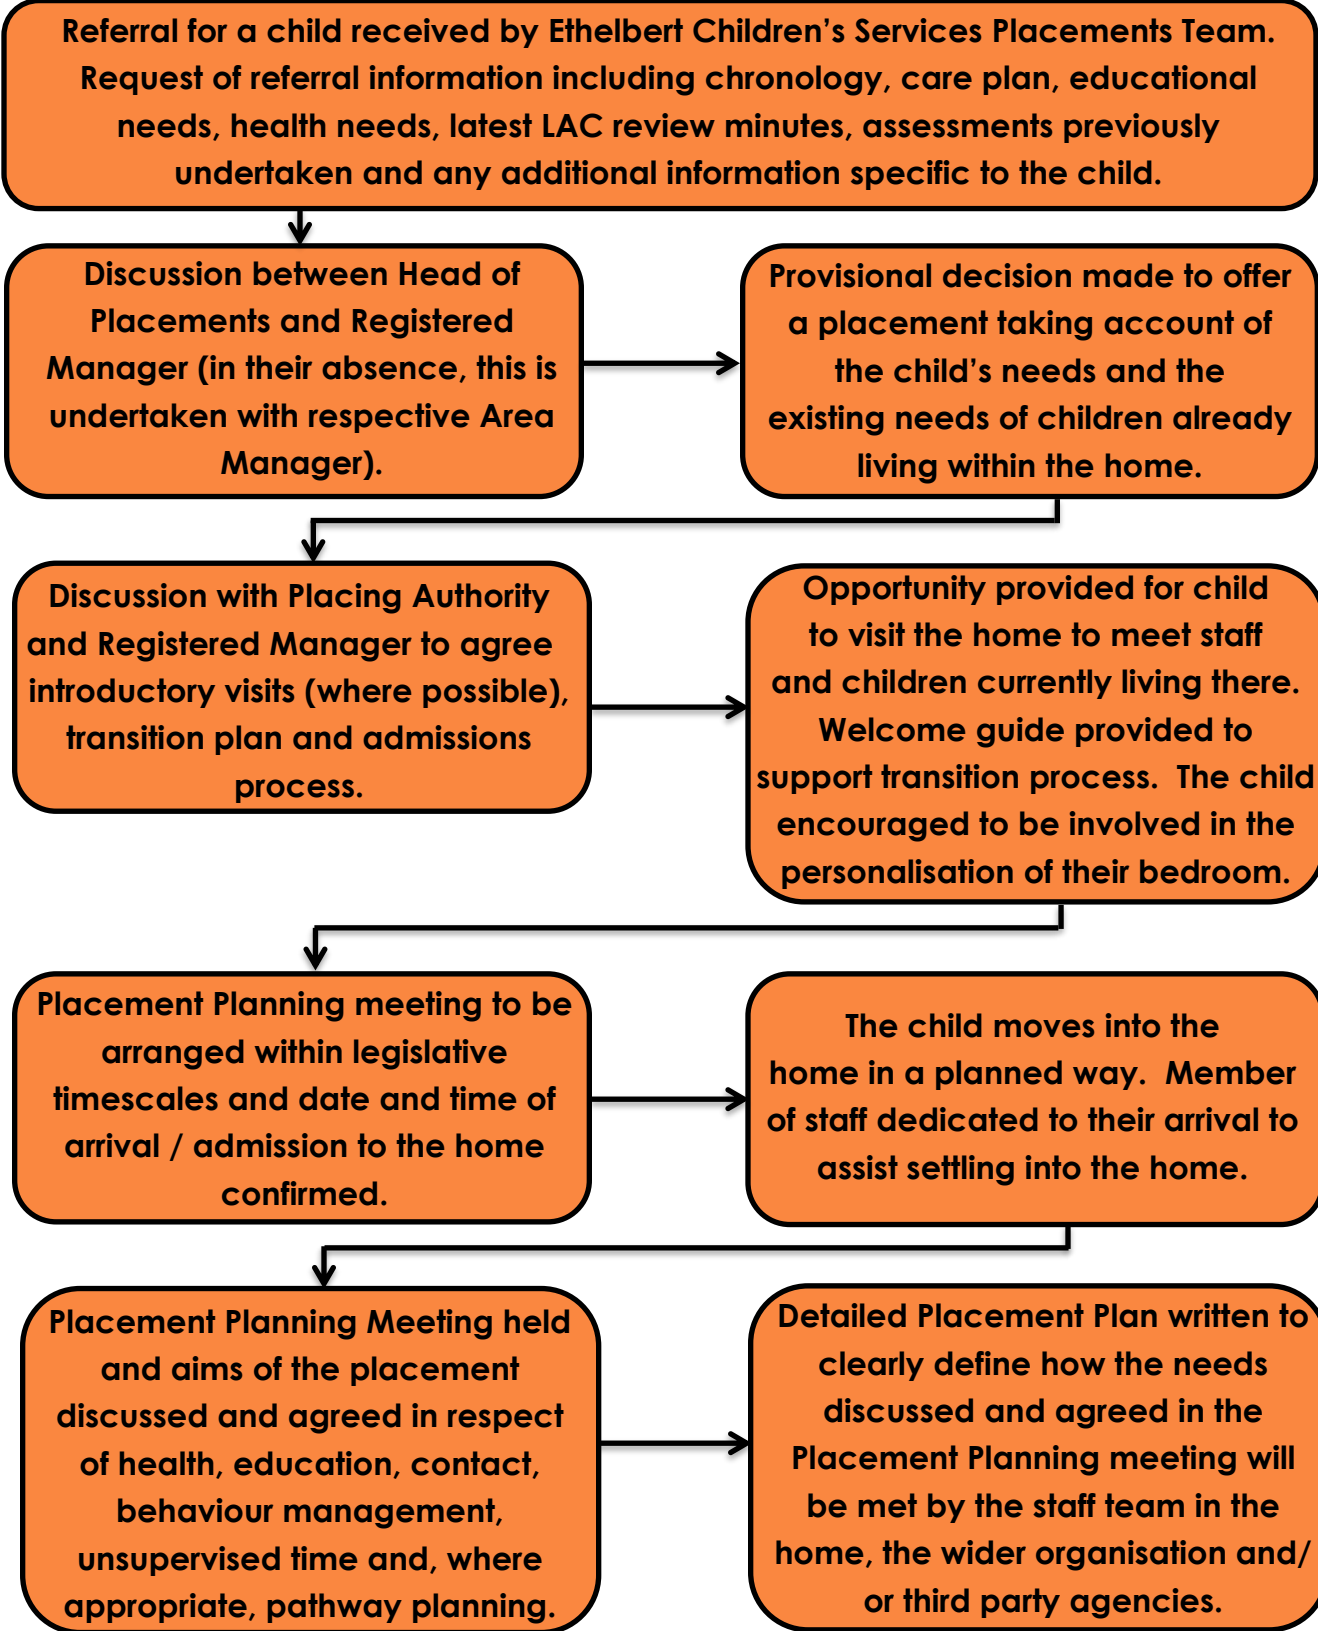 Referral for a child received by Ethelbert Children’s Services Placements Team.
Request of referral information including chronology, care plan, educational
needs, health needs, latest LAC review minutes, assessments previously
undertaken and any additional information specific to the child.
Discussion between Head of
Placements and Registered
Manager (in their absence, this is
undertaken with respective Area
Manager).
Provisional decision made to offer
a placement taking account of
the child’s needs and the
existing needs of children already
living within the home.
Discussion with Placing Authority
and Registered Manager to agree
introductory visits (where possible),
transition plan and admissions
process.
Opportunity provided for child
to visit the home to meet staff
and children currently living there.
Welcome guide provided to
support transition process.  The child
encouraged to be involved in the
personalisation of their bedroom.
Placement Planning meeting to be
arranged within legislative
timescales and date and time of
arrival / admission to the home
confirmed.
The child moves into the
home in a planned way.  Member
of staff dedicated to their arrival to
assist settling into the home.
Placement Planning Meeting held
and aims of the placement
discussed and agreed in respect
of health, education, contact,
behaviour management,
unsupervised time and, where
appropriate, pathway planning.
Detailed Placement Plan written to
clearly define how the needs
discussed and agreed in the
Placement Planning meeting will
be met by the staff team in the
home, the wider organisation and/
or third party agencies.